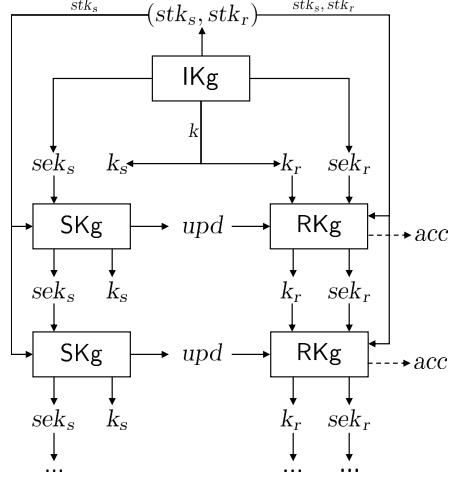 stk_s (stk_s, stk_r) stk_s, stk_r
IKg
k
sek_s k_s k_r sek_r
SKg upd RKg
acc
sek_s k_s k_r sek_r
SKg upd RKg
acc
sek_s k_s k_r sek_r
... ... ...